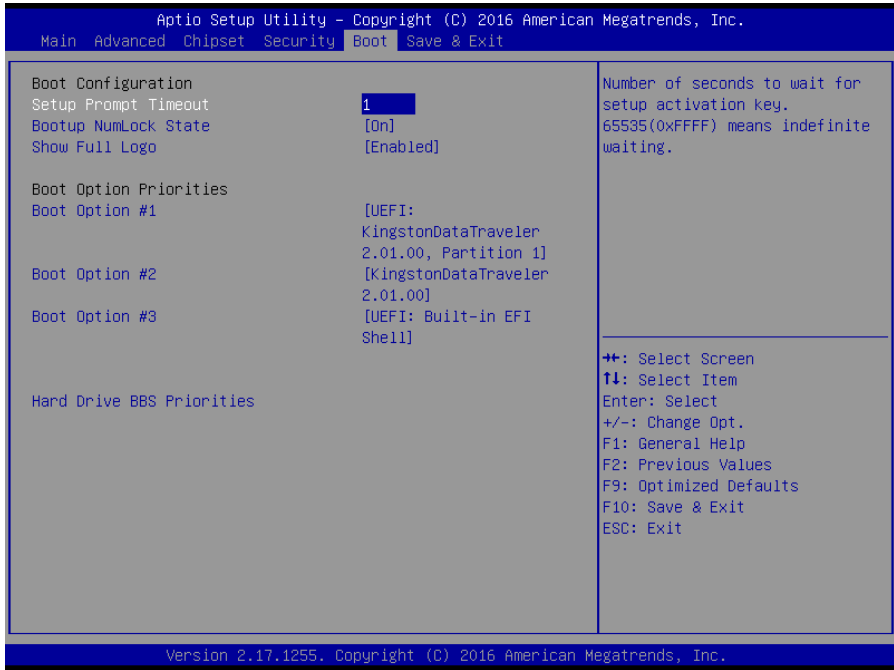 Aptio Setup Utility – Copyright (C) 2016 American Megatrends, Inc.
Main Advanced Chipset Security Boot Save & Exit
Boot Configuration
Setup Prompt Timeout 1
Bootup NumLock State [On]
Show Full Logo [Enabled]
Boot Option Priorities
Boot Option #1 [UEFI:
KingstonDataTraveler
2.01.00, Partition 1]
Boot Option #2 [KingstonDataTraveler
2.01.00]
Boot Option #3 [UEFI: Built-in EFI
Shell]
Hard Drive BBS Priorities
Number of seconds to wait for
setup activation key.
65535(0xFFFF) means indefinite
waiting.
→←: Select Screen
↑↓: Select Item
Enter: Select
+/-: Change Opt.
F1: General Help
F2: Previous Values
F9: Optimized Defaults
F10: Save & Exit
ESC: Exit
Version 2.17.1255. Copyright (C) 2016 American Megatrends, Inc.